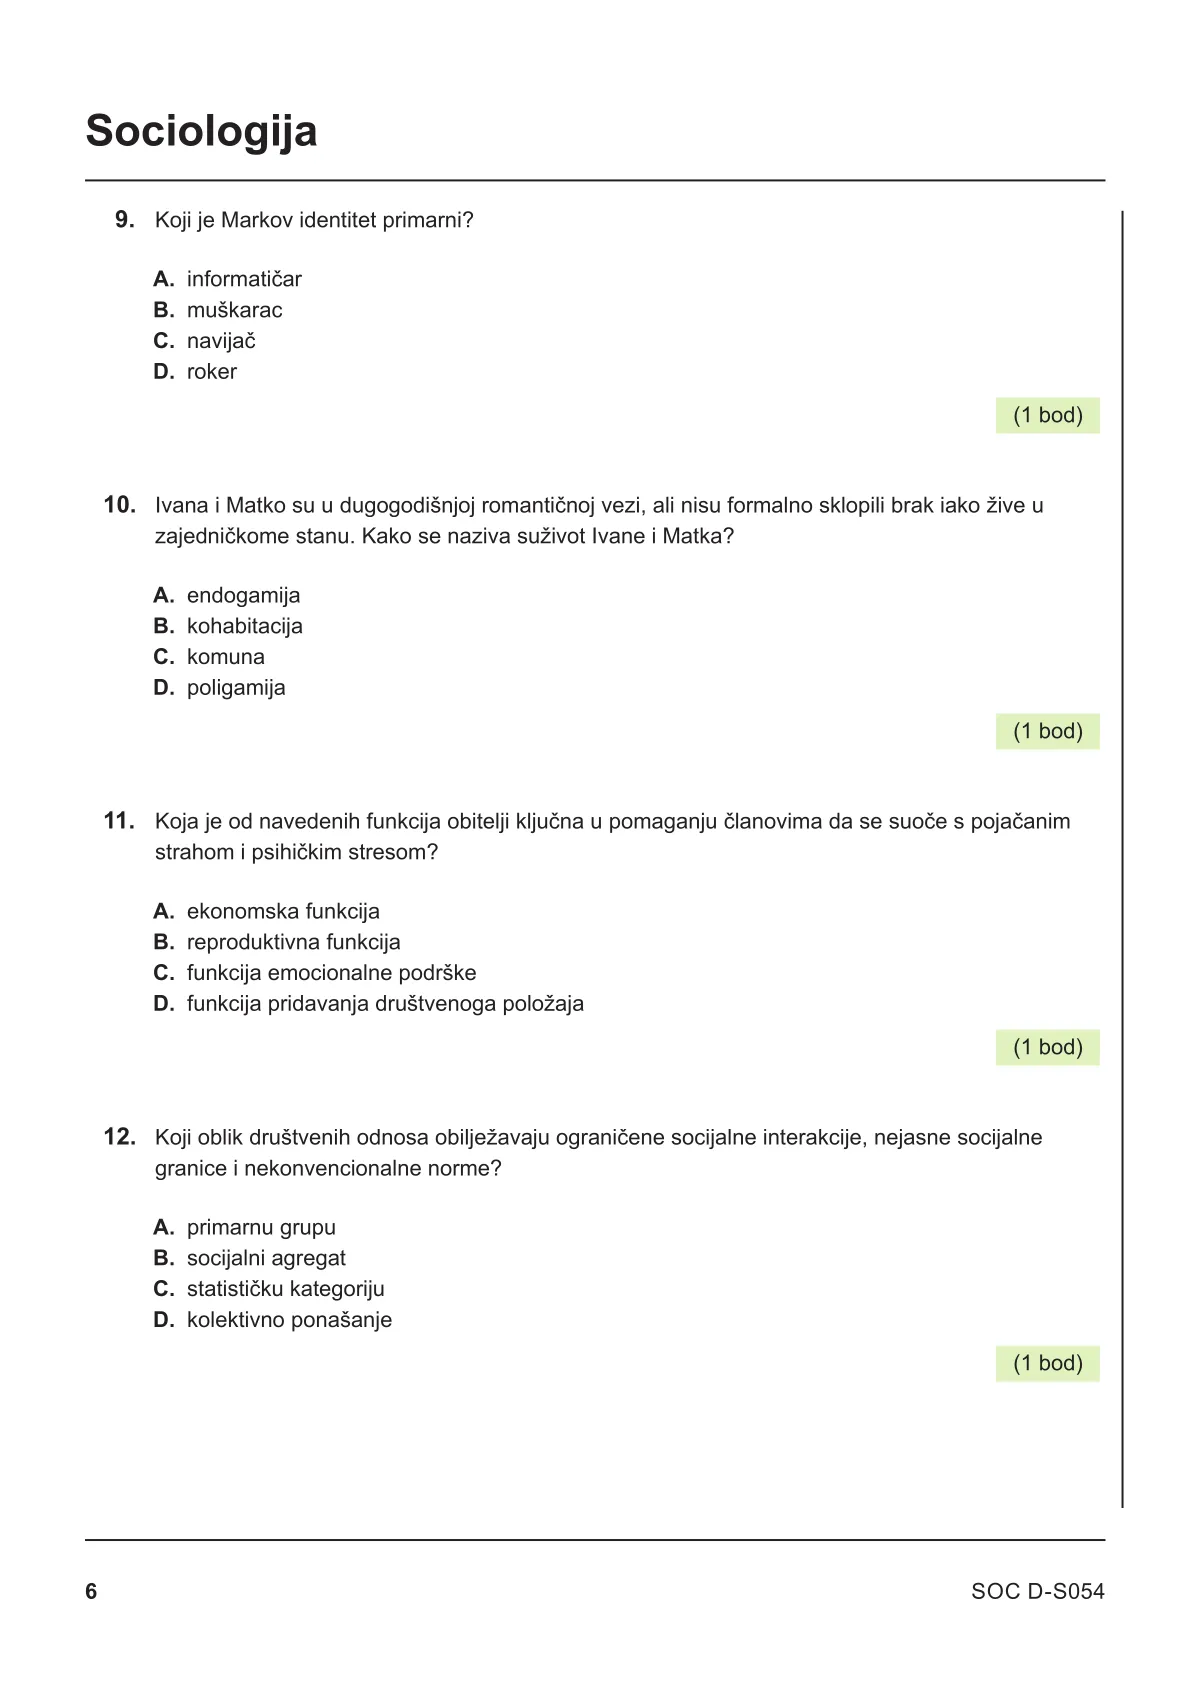 Sociologija
9. Koji je Markov identitet primarni?
A. informatičar
B. muškarac
C. navijač
D. roker
(1 bod)
10. Ivana i Matko su u dugogodišnjoj romantičnoj vezi, ali nisu formalno sklopili brak iako žive u
zajedničkome stanu. Kako se naziva suživot Ivane i Matka?
A. endogamija
B. kohabitacija
C. komuna
D. poligamija
(1 bod)
11. Koja je od navedenih funkcija obitelji ključna u pomaganju članovima da se suoče s pojačanim
strahom i psihičkim stresom?
A. ekonomska funkcija
B. reproduktivna funkcija
C. funkcija emocionalne podrške
D. funkcija pridavanja društvenoga položaja
(1 bod)
12. Koji oblik društvenih odnosa obilježavaju ograničene socijalne interakcije, nejasne socijalne
granice i nekonvencionalne norme?
A. primarnu grupu
B. socijalni agregat
C. statističku kategoriju
D. kolektivno ponašanje
(1 bod)
6
SOC D-S054